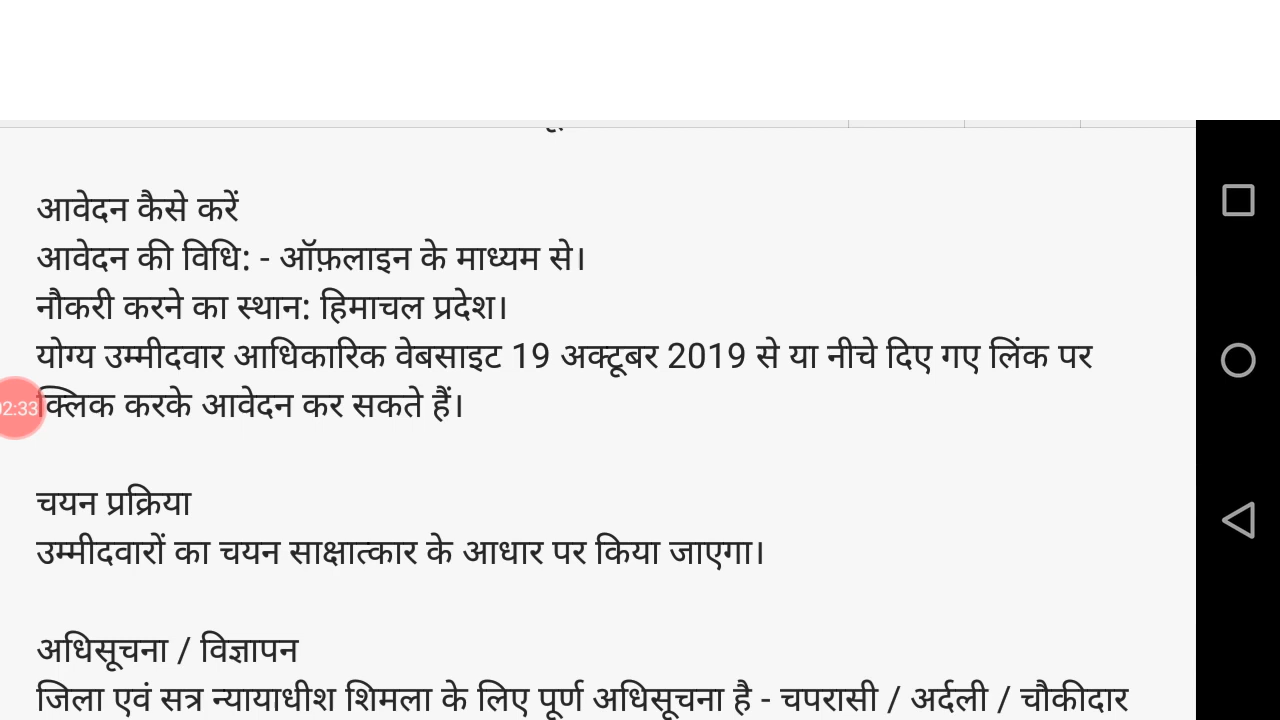 आवेदन कैसे करें
आवेदन की विधि: - ऑफ़लाइन के माध्यम से।
नौकरी करने का स्थान: हिमाचल प्रदेश।
योग्य उम्मीदवार आधिकारिक वेबसाइट 19 अक्टूबर 2019 से या नीचे दिए गए लिंक पर
क्लिक करके आवेदन कर सकते हैं।
02:33
चयन प्रक्रिया
उम्मीदवारों का चयन साक्षात्कार के आधार पर किया जाएगा।
अधिसूचना / विज्ञापन
जिला एवं सत्र न्यायाधीश शिमला के लिए पूर्ण अधिसूचना है - चपरासी / अर्दली / चौकीदार